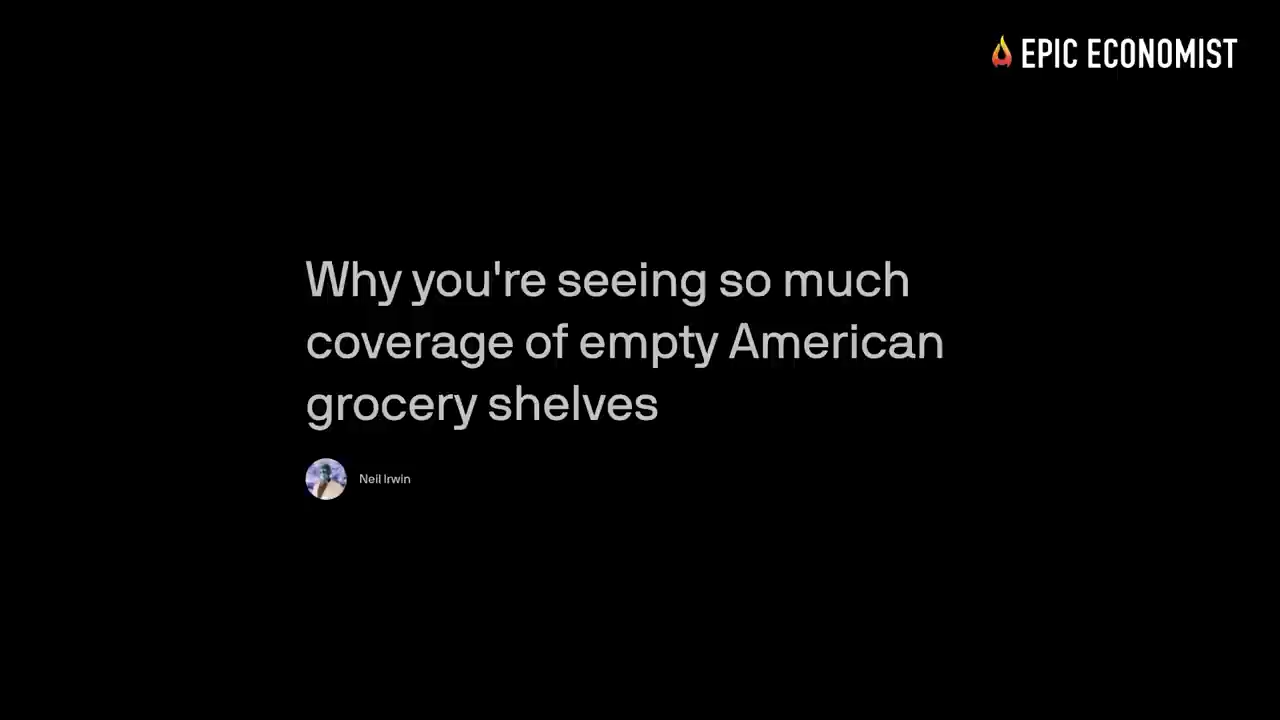 EPIC ECONOMIST
Why you're seeing so much
coverage of empty American
grocery shelves
Neil Irwin